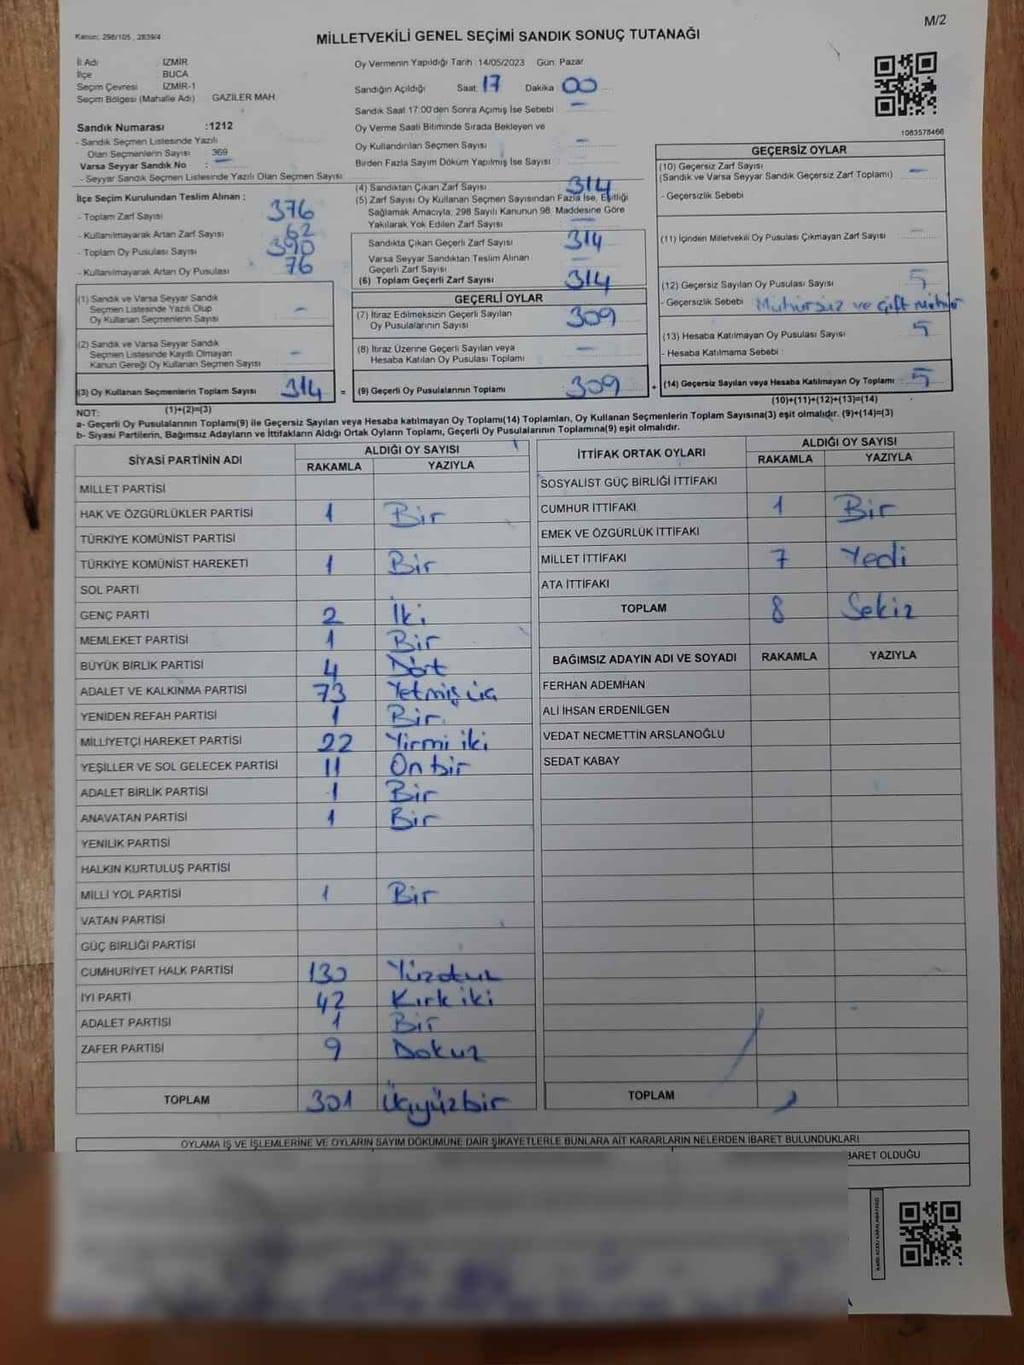 M/2
Kanun: 298/105 , 2839/4
MİLLETVEKİLİ GENEL SEÇİMİ SANDIK SONUÇ TUTANAĞI
İl Adı : İZMİR
İlçe BUCA
Seçim Çevresi İZMİR-1
Seçim Bölgesi (Mahalle Adı) GAZİLER MAH.
Sandık Numarası :1212
- Sandık Seçmen Listesinde Yazılı
Olan Seçmenlerin Sayısı 369
Varsa Seyyar Sandık No : -
- Seyyar Sandık Seçmen Listesinde Yazılı Olan Seçmen Sayısı
Oy Vermenin Yapıldığı Tarih : 14/05/2023 Gün: Pazar
Sandığın Açıldığı Saat: 17 Dakika 00
Sandık Saat 17:00'den Sonra Açılmış İse Sebebi -
Oy Verme Saati Bitiminde Sırada Bekleyen ve
Oy Kullandırılan Seçmen Sayısı -
Birden Fazla Sayım Döküm Yapılmış İse Sayısı -
1083578466
İlçe Seçim Kurulundan Teslim Alınan :
- Toplam Zarf Sayısı 376
- Kullanılmayarak Artan Zarf Sayısı 62
- Toplam Oy Pusulası Sayısı 390
- Kullanılmayarak Artan Oy Pusulası 76
(1) Sandık ve Varsa Seyyar Sandık
Seçmen Listesinde Yazılı Olup
Oy Kullanan Seçmenlerin Sayısı -
(2) Sandık ve Varsa Seyyar Sandık
Seçmen Listesinde Kayıtlı Olmayan
Kanun Gereği Oy Kullanan Seçmen Sayısı -
(3) Oy Kullanan Seçmenlerin Toplam Sayısı 314 =
(1)+(2)=(3)
(4) Sandıktan Çıkan Zarf Sayısı 314
(5) Zarf Sayısı Oy Kullanan Seçmen Sayısından Fazla İse, Eşitliği
Sağlamak Amacıyla, 298 Sayılı Kanunun 98. Maddesine Göre
Yakılarak Yok Edilen Zarf Sayısı -
Sandıkta Çıkan Geçerli Zarf Sayısı 314
Varsa Seyyar Sandıktan Teslim Alınan
Geçerli Zarf Sayısı -
(6) Toplam Geçerli Zarf Sayısı 314
GEÇERLİ OYLAR
(7) İtiraz Edilmeksizin Geçerli Sayılan
Oy Pusulalarının Sayısı 309
(8) İtiraz Üzerine Geçerli Sayılan veya
Hesaba Katılan Oy Pusulası Toplamı -
(9) Geçerli Oy Pusulalarının Toplamı 309 +
GEÇERSİZ OYLAR
(10) Geçersiz Zarf Sayısı
(Sandık ve Varsa Seyyar Sandık Geçersiz Zarf Toplamı) -
- Geçersizlik Sebebi
(11) İçinden Milletvekili Oy Pusulası Çıkmayan Zarf Sayısı -
(12) Geçersiz Sayılan Oy Pusulası Sayısı 5
- Geçersizlik Sebebi Mühürsüz ve Çift Mühür
(13) Hesaba Katılmayan Oy Pusulası Sayısı 5
- Hesaba Katılmama Sebebi
(14) Geçersiz Sayılan veya Hesaba Katılmayan Oy Toplamı 5
(10)+(11)+(12)+(13)=(14)
NOT:
a- Geçerli Oy Pusulalarının Toplamı(9) ile Geçersiz Sayılan veya Hesaba katılmayan Oy Toplamı(14) Toplamları, Oy Kullanan Seçmenlerin Toplam Sayısına(3) eşit olmalıdır. (9)+(14)=(3)
b- Siyasi Partilerin, Bağımsız Adayların ve İttifakların Aldığı Ortak Oyların Toplamı, Geçerli Oy Pusulalarının Toplamına(9) eşit olmalıdır.
SİYASİ PARTİNİN ADI ALDIĞI OY SAYISI
RAKAMLA YAZIYLA
MİLLET PARTİSİ
HAK VE ÖZGÜRLÜKLER PARTİSİ 1 Bir
TÜRKİYE KOMÜNİST PARTİSİ
TÜRKİYE KOMÜNİST HAREKETİ 1 Bir
SOL PARTİ
GENÇ PARTİ 2 İki
MEMLEKET PARTİSİ 1 Bir
BÜYÜK BİRLİK PARTİSİ 4 Dört
ADALET VE KALKINMA PARTİSİ 73 Yetmiş üç
YENİDEN REFAH PARTİSİ 1 Bir
MİLLİYETÇİ HAREKET PARTİSİ 22 Yirmi iki
YEŞİLLER VE SOL GELECEK PARTİSİ 11 On bir
ADALET BİRLİK PARTİSİ 1 Bir
ANAVATAN PARTİSİ 1 Bir
YENİLİK PARTİSİ
HALKIN KURTULUŞ PARTİSİ
MİLLİ YOL PARTİSİ 1 Bir
VATAN PARTİSİ
GÜÇ BİRLİĞİ PARTİSİ
CUMHURİYET HALK PARTİSİ 130 Yüzotuz
İYİ PARTİ 42 Kırk iki
ADALET PARTİSİ 1 Bir
ZAFER PARTİSİ 9 Dokuz
TOPLAM 301 Üçyüzbir
İTTİFAK ORTAK OYLARI ALDIĞI OY SAYISI
RAKAMLA YAZIYLA
SOSYALİST GÜÇ BİRLİĞİ İTTİFAKI
CUMHUR İTTİFAKI 1 Bir
EMEK VE ÖZGÜRLÜK İTTİFAKI
MİLLET İTTİFAKI 7 Yedi
ATA İTTİFAKI
TOPLAM 8 Sekiz
BAĞIMSIZ ADAYIN ADI VE SOYADI RAKAMLA YAZIYLA
FERHAN ADEMHAN
ALİ İHSAN ERDENİLGEN
VEDAT NECMETTİN ARSLANOĞLU
SEDAT KABAY
TOPLAM
OYLAMA İŞ VE İŞLEMLERİNE VE OYLARIN SAYIM DÖKÜMÜNE DAİR ŞİKAYETLERLE BUNLARA AİT KARARLARIN NELERDEN İBARET BULUNDUKLARI
İBARET OLDUĞU